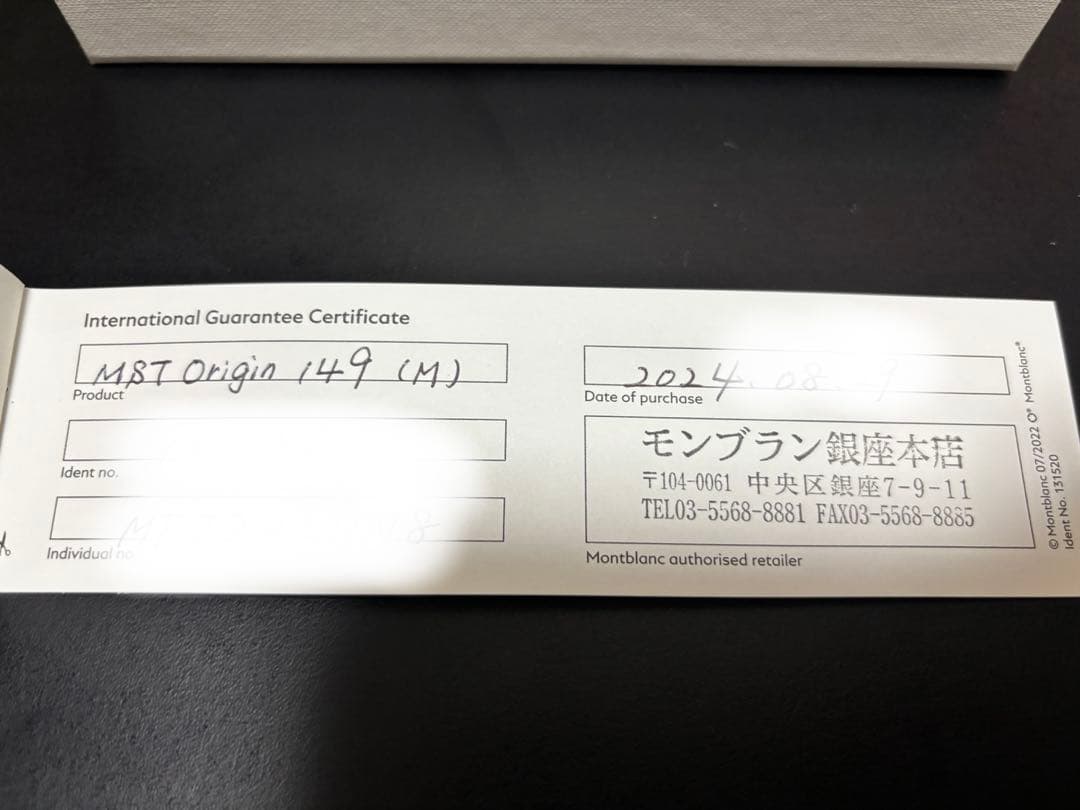 International Guarantee Certificate
MST Origin 149 (M)
Product
Ident no.
Individual no
2024.08. 9
Date of purchase
モンブラン銀座本店
〒104-0061 中央区銀座7-9-11
TEL03-5568-8881 FAX03-5568-8885
Montblanc authorised retailer
© Montblanc 07/2022 O° Montblanc®
Ident No. 131520